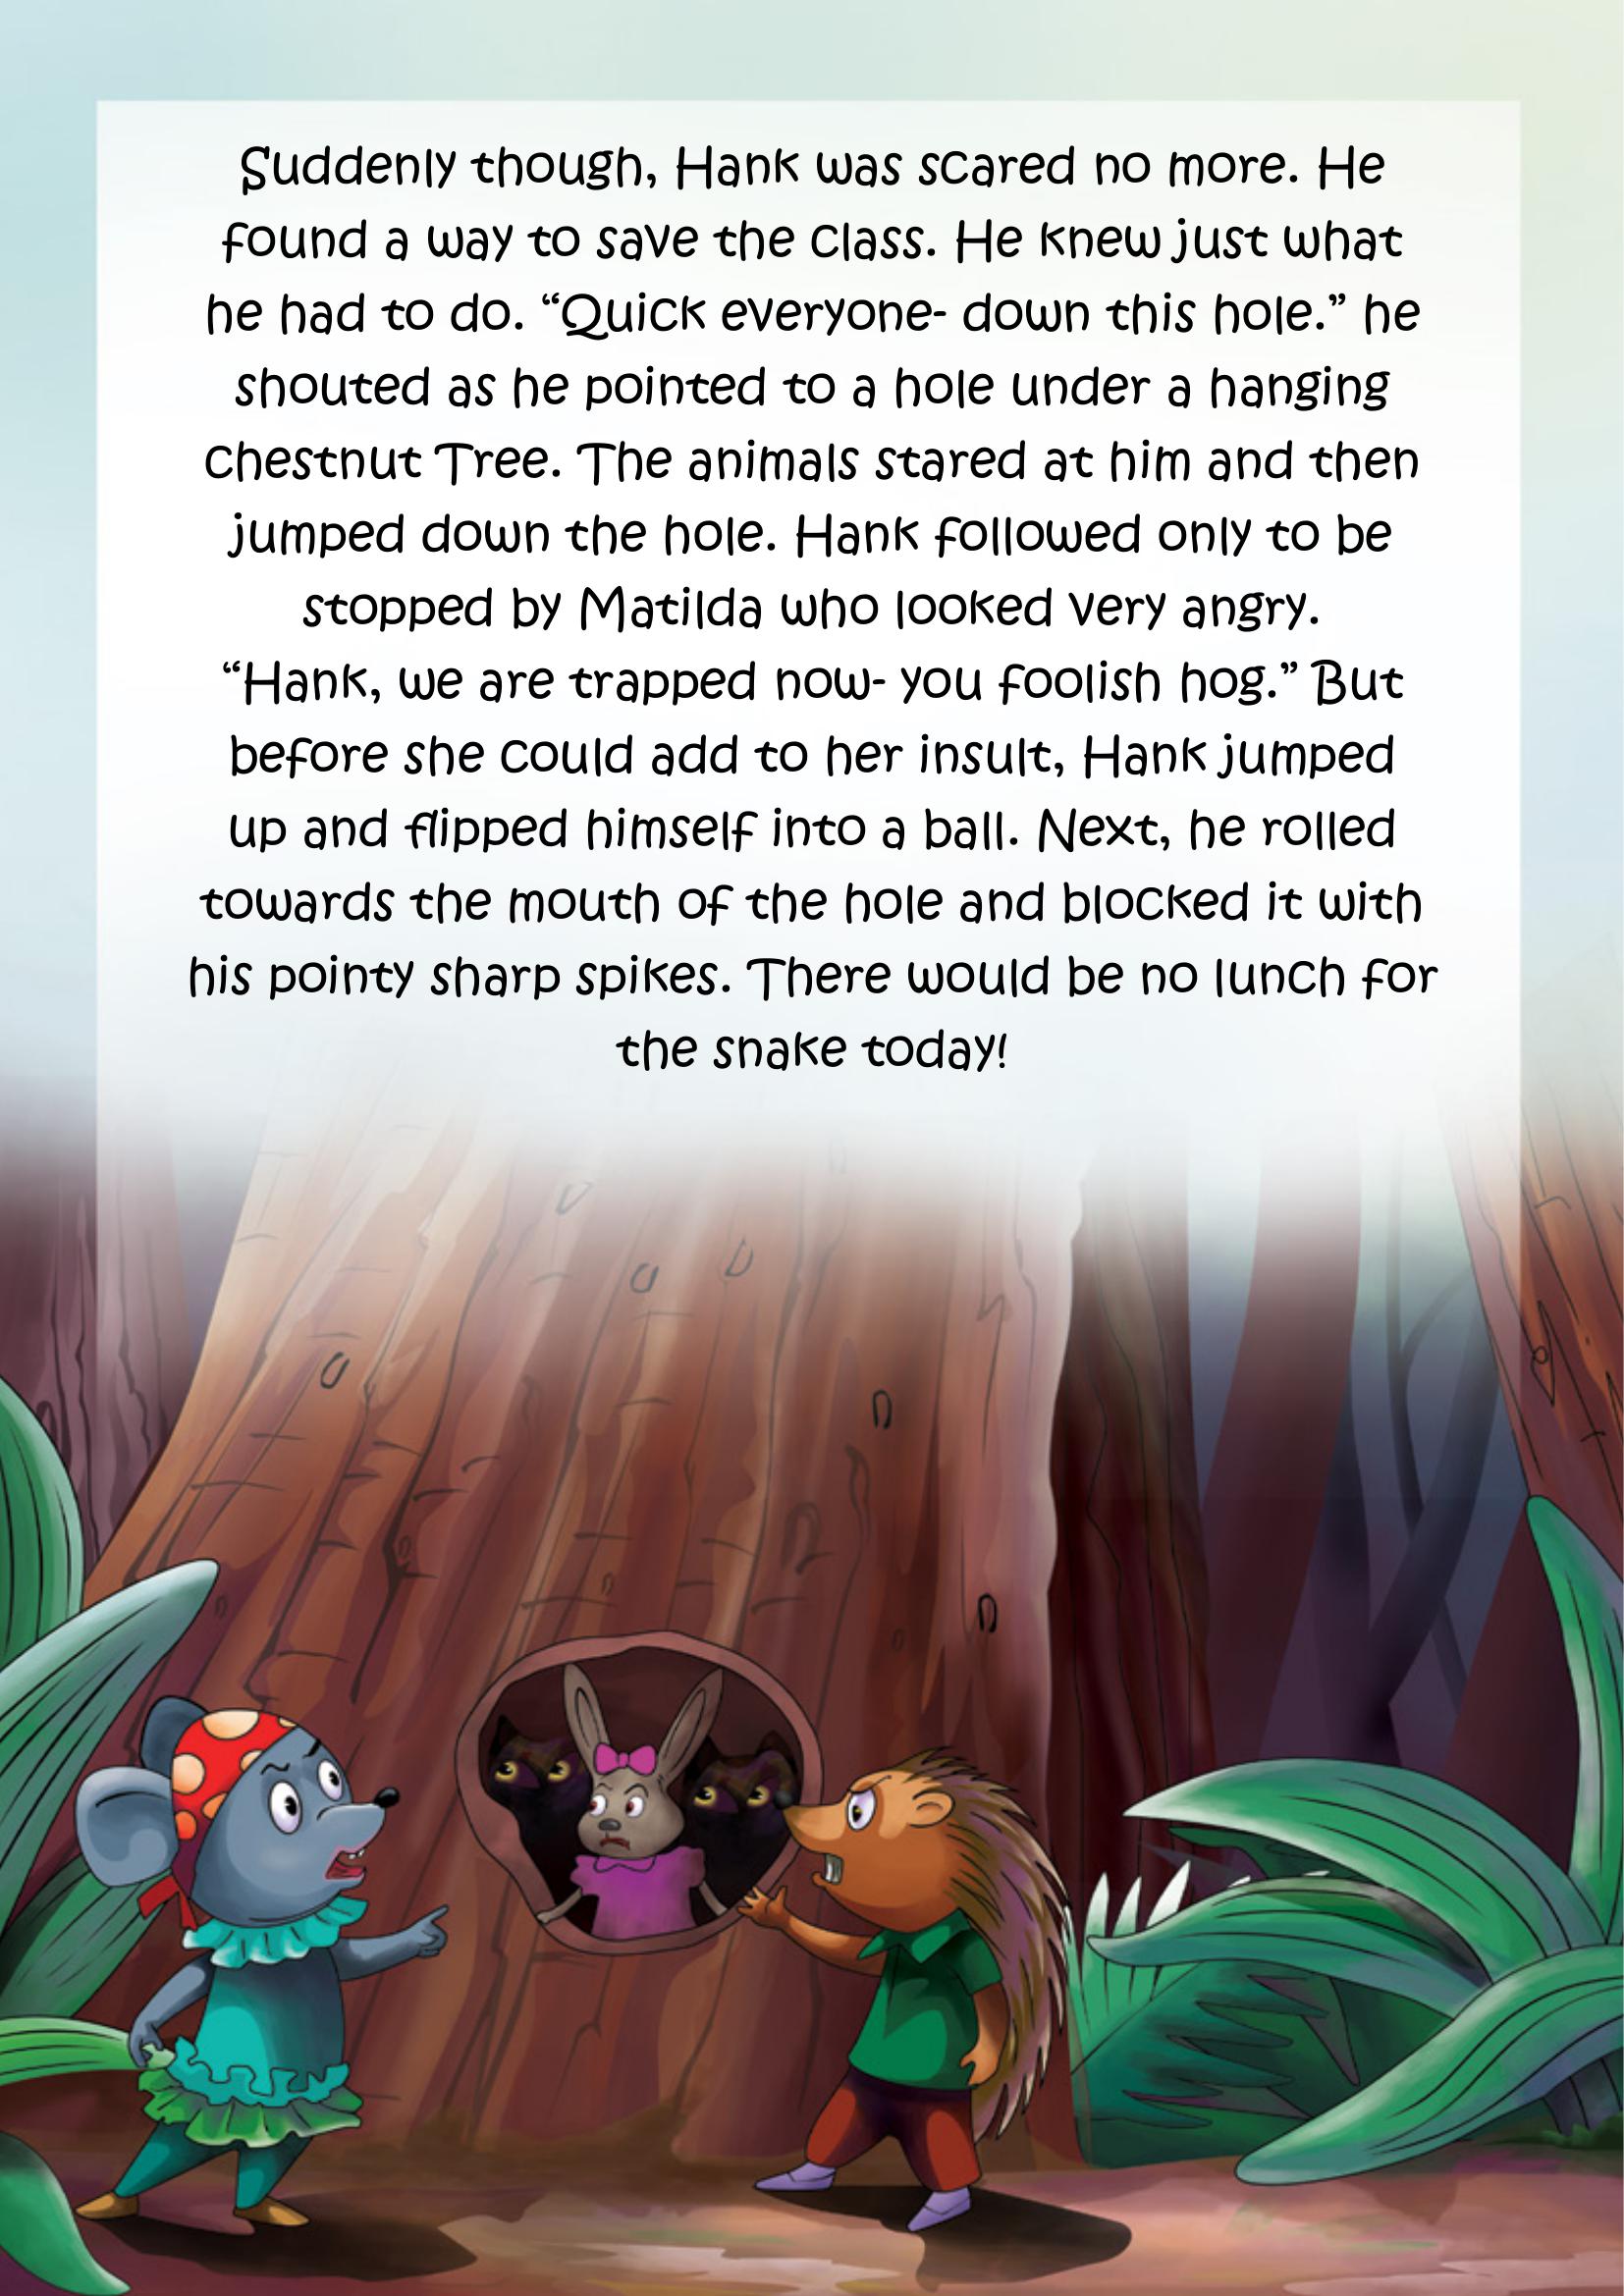 Suddenly though, Hank was scared no more. He
found a way to save the class. He knew just what
he had to do. “Quick everyone- down this hole.” he
shouted as he pointed to a hole under a hanging
chestnut Tree. The animals stared at him and then
jumped down the hole. Hank followed only to be
stopped by Matilda who looked very angry.
“Hank, we are trapped now- you foolish hog.” But
before she could add to her insult, Hank jumped
up and flipped himself into a ball. Next, he rolled
towards the mouth of the hole and blocked it with
his pointy sharp spikes. There would be no lunch for
the snake today!